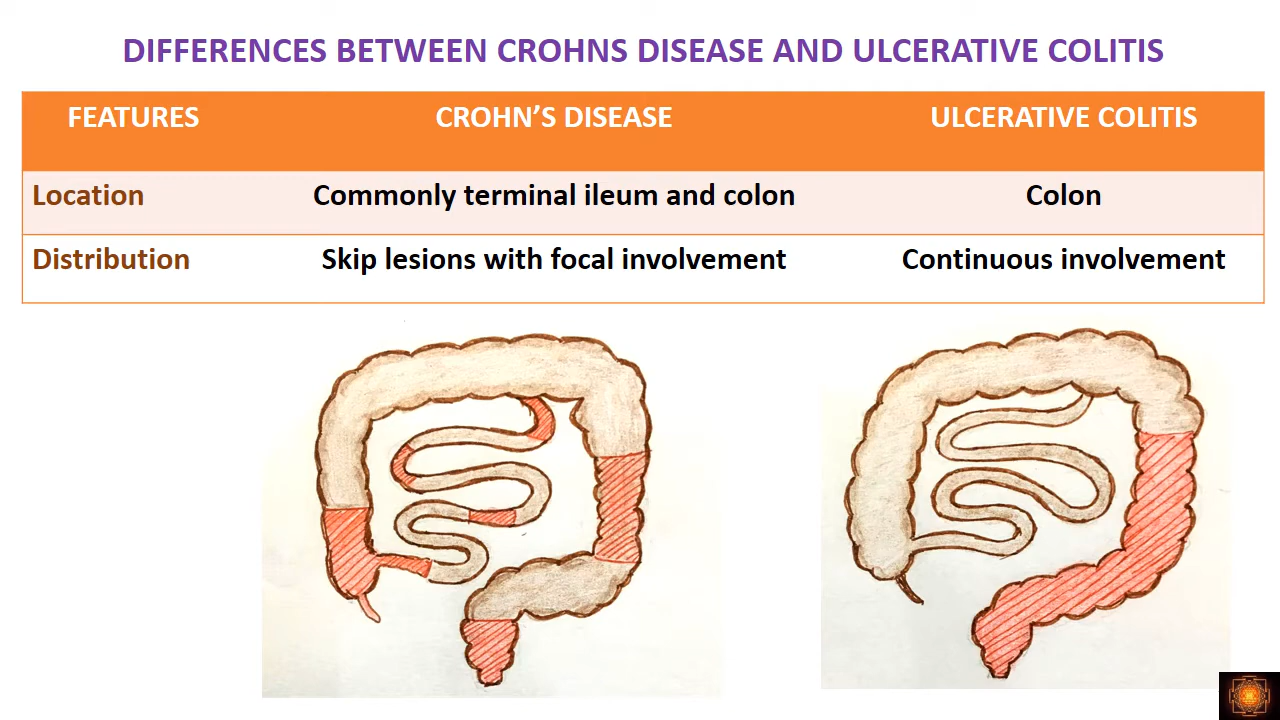 DIFFERENCES BETWEEN CROHNS DISEASE AND ULCERATIVE COLITIS
FEATURES CROHN’S DISEASE ULCERATIVE COLITIS
Location Commonly terminal ileum and colon Colon
Distribution Skip lesions with focal involvement Continuous involvement